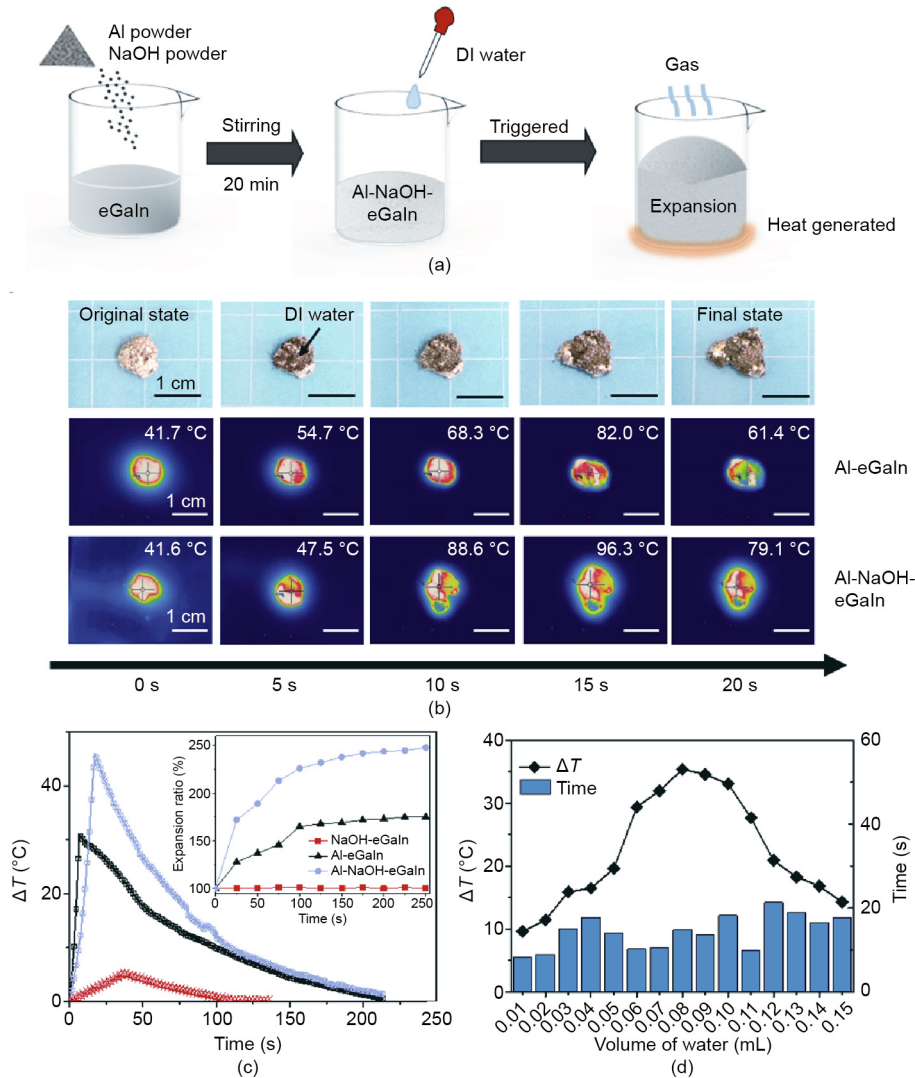 Al powder
NaOH powder
DI water
Gas
Stirring
20 min
Triggered
eGaIn
Al-NaOH-
eGaIn
Expansion
Heat generated
(a)
Original state
DI water
Final state
1 cm
41.7 °C
54.7 °C
68.3 °C
82.0 °C
61.4 °C
Al-eGaIn
1 cm
41.6 °C
47.5 °C
88.6 °C
96.3 °C
79.1 °C
Al-NaOH-
eGaIn
1 cm
0 s
5 s
10 s
15 s
20 s
(b)
ΔT (°C)
40
20
0
0
50
100
150
200
250
Time (s)
Expansion ratio (%)
250
200
150
100
0
50
100
150
200
250
Time (s)
NaOH-eGaIn
Al-eGaIn
Al-NaOH-eGaIn
(c)
ΔT (°C)
40
35
30
25
20
15
10
5
0
ΔT
Time
60
50
40
30
20
10
0
Time (s)
0.01
0.02
0.03
0.04
0.05
0.06
0.07
0.08
0.09
0.10
0.11
0.12
0.13
0.14
0.15
Volume of water (mL)
(d)